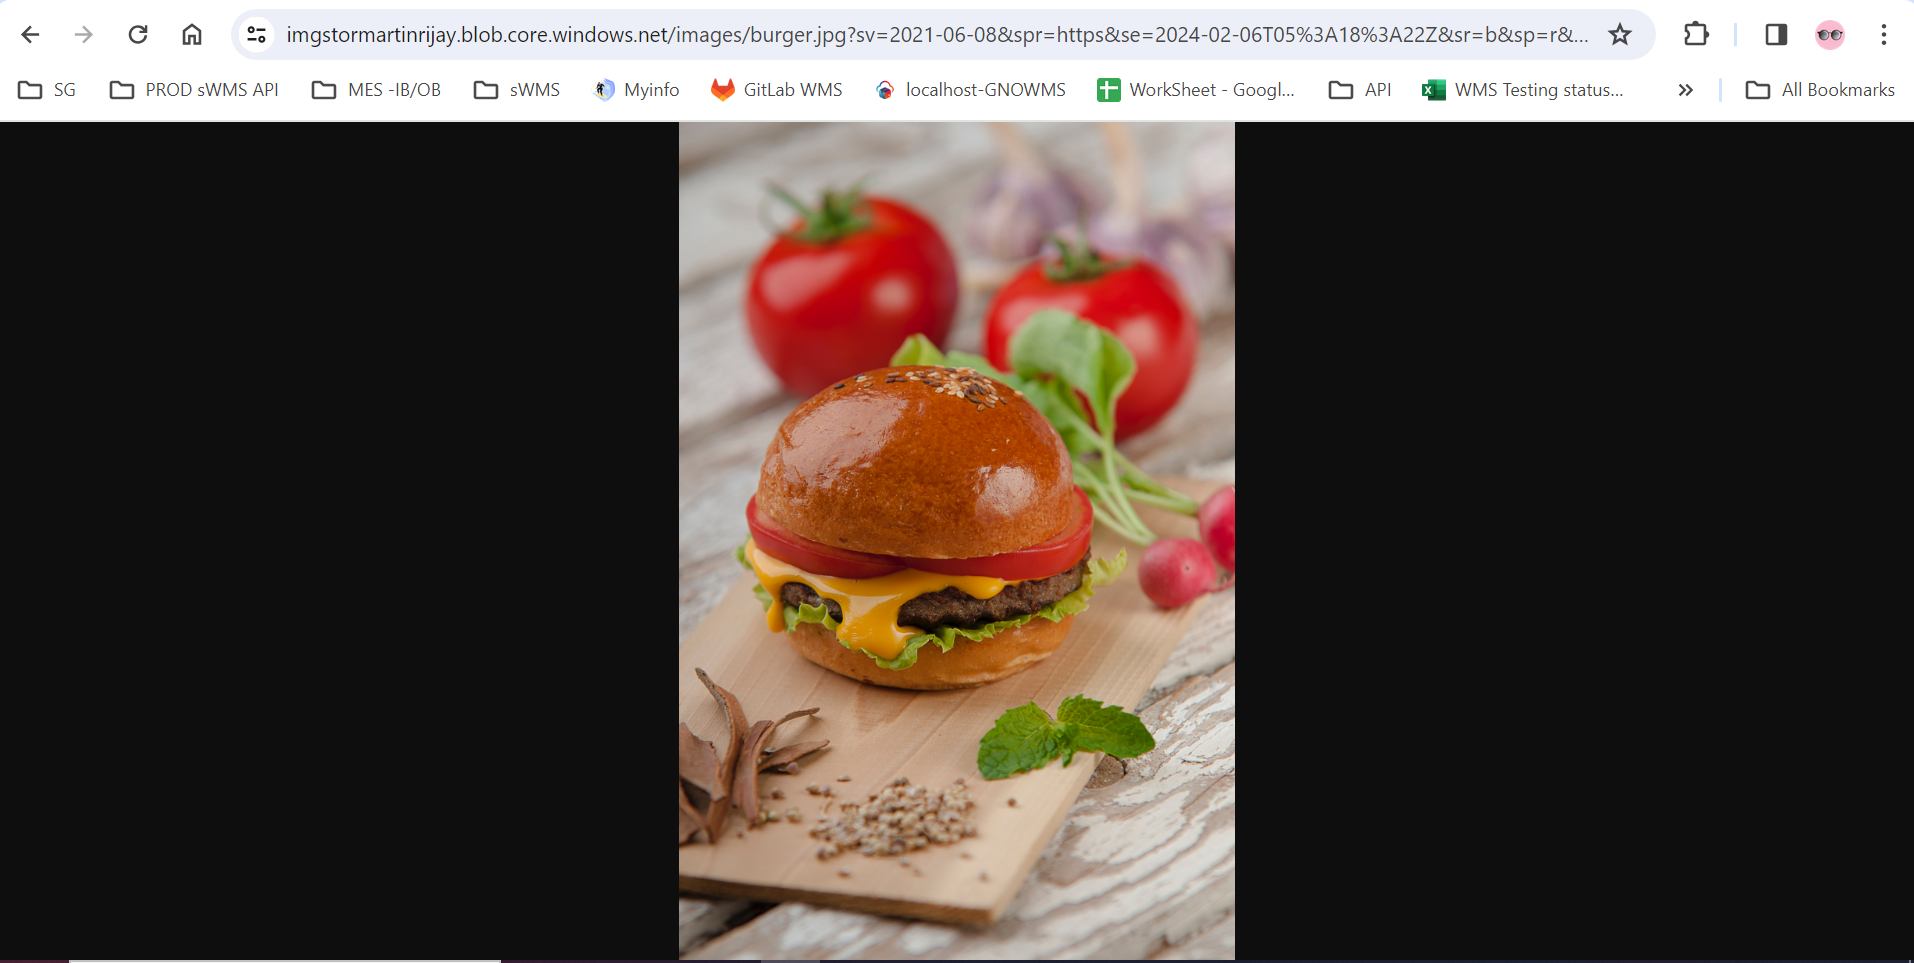 imgstormartinrijay.blob.core.windows.net/images/burger.jpg?sv=2021-06-08&spr=https&se=2024-02-06T05%3A18%3A22Z&sr=b&sp=r&...
SG PROD sWMS API MES -IB/OB sWMS Myinfo GitLab WMS localhost-GNOWMS WorkSheet - Googl... API WMS Testing status... » All Bookmarks